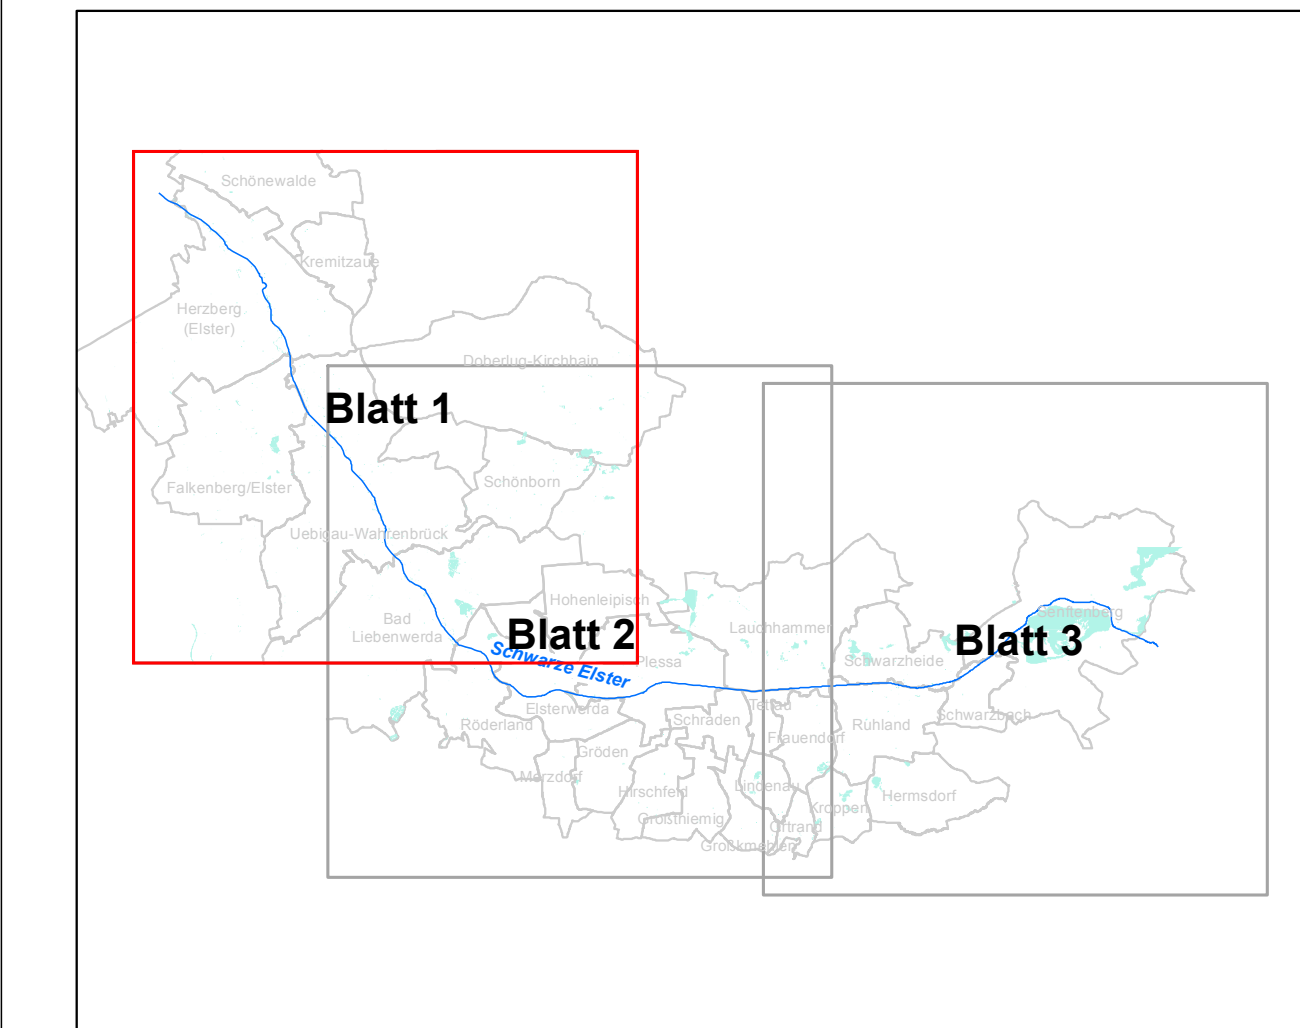 Schönewalde
Kremitzaue
Herzberg
(Elster)
Doberlug-Kirchhain
Blatt 1
Schönborn
Falkenberg/Elster
Uebigau-Wahrenbrück
Hohenleipisch
Bad
Liebenwerda
Blatt 2
Lauchhammer
Senftenberg
Blatt 3
Schwarze Elster
Plessa
Schwarzheide
Elsterwerda
Tettau
Röderland
Schraden
Frauendorf
Ruhland
Schwarzbach
Gröden
Merzdorf
Hirschfeld
Lindenau
Hermsdorf
Kroppen
Großthiemig
Ortrand
Großkmehlen